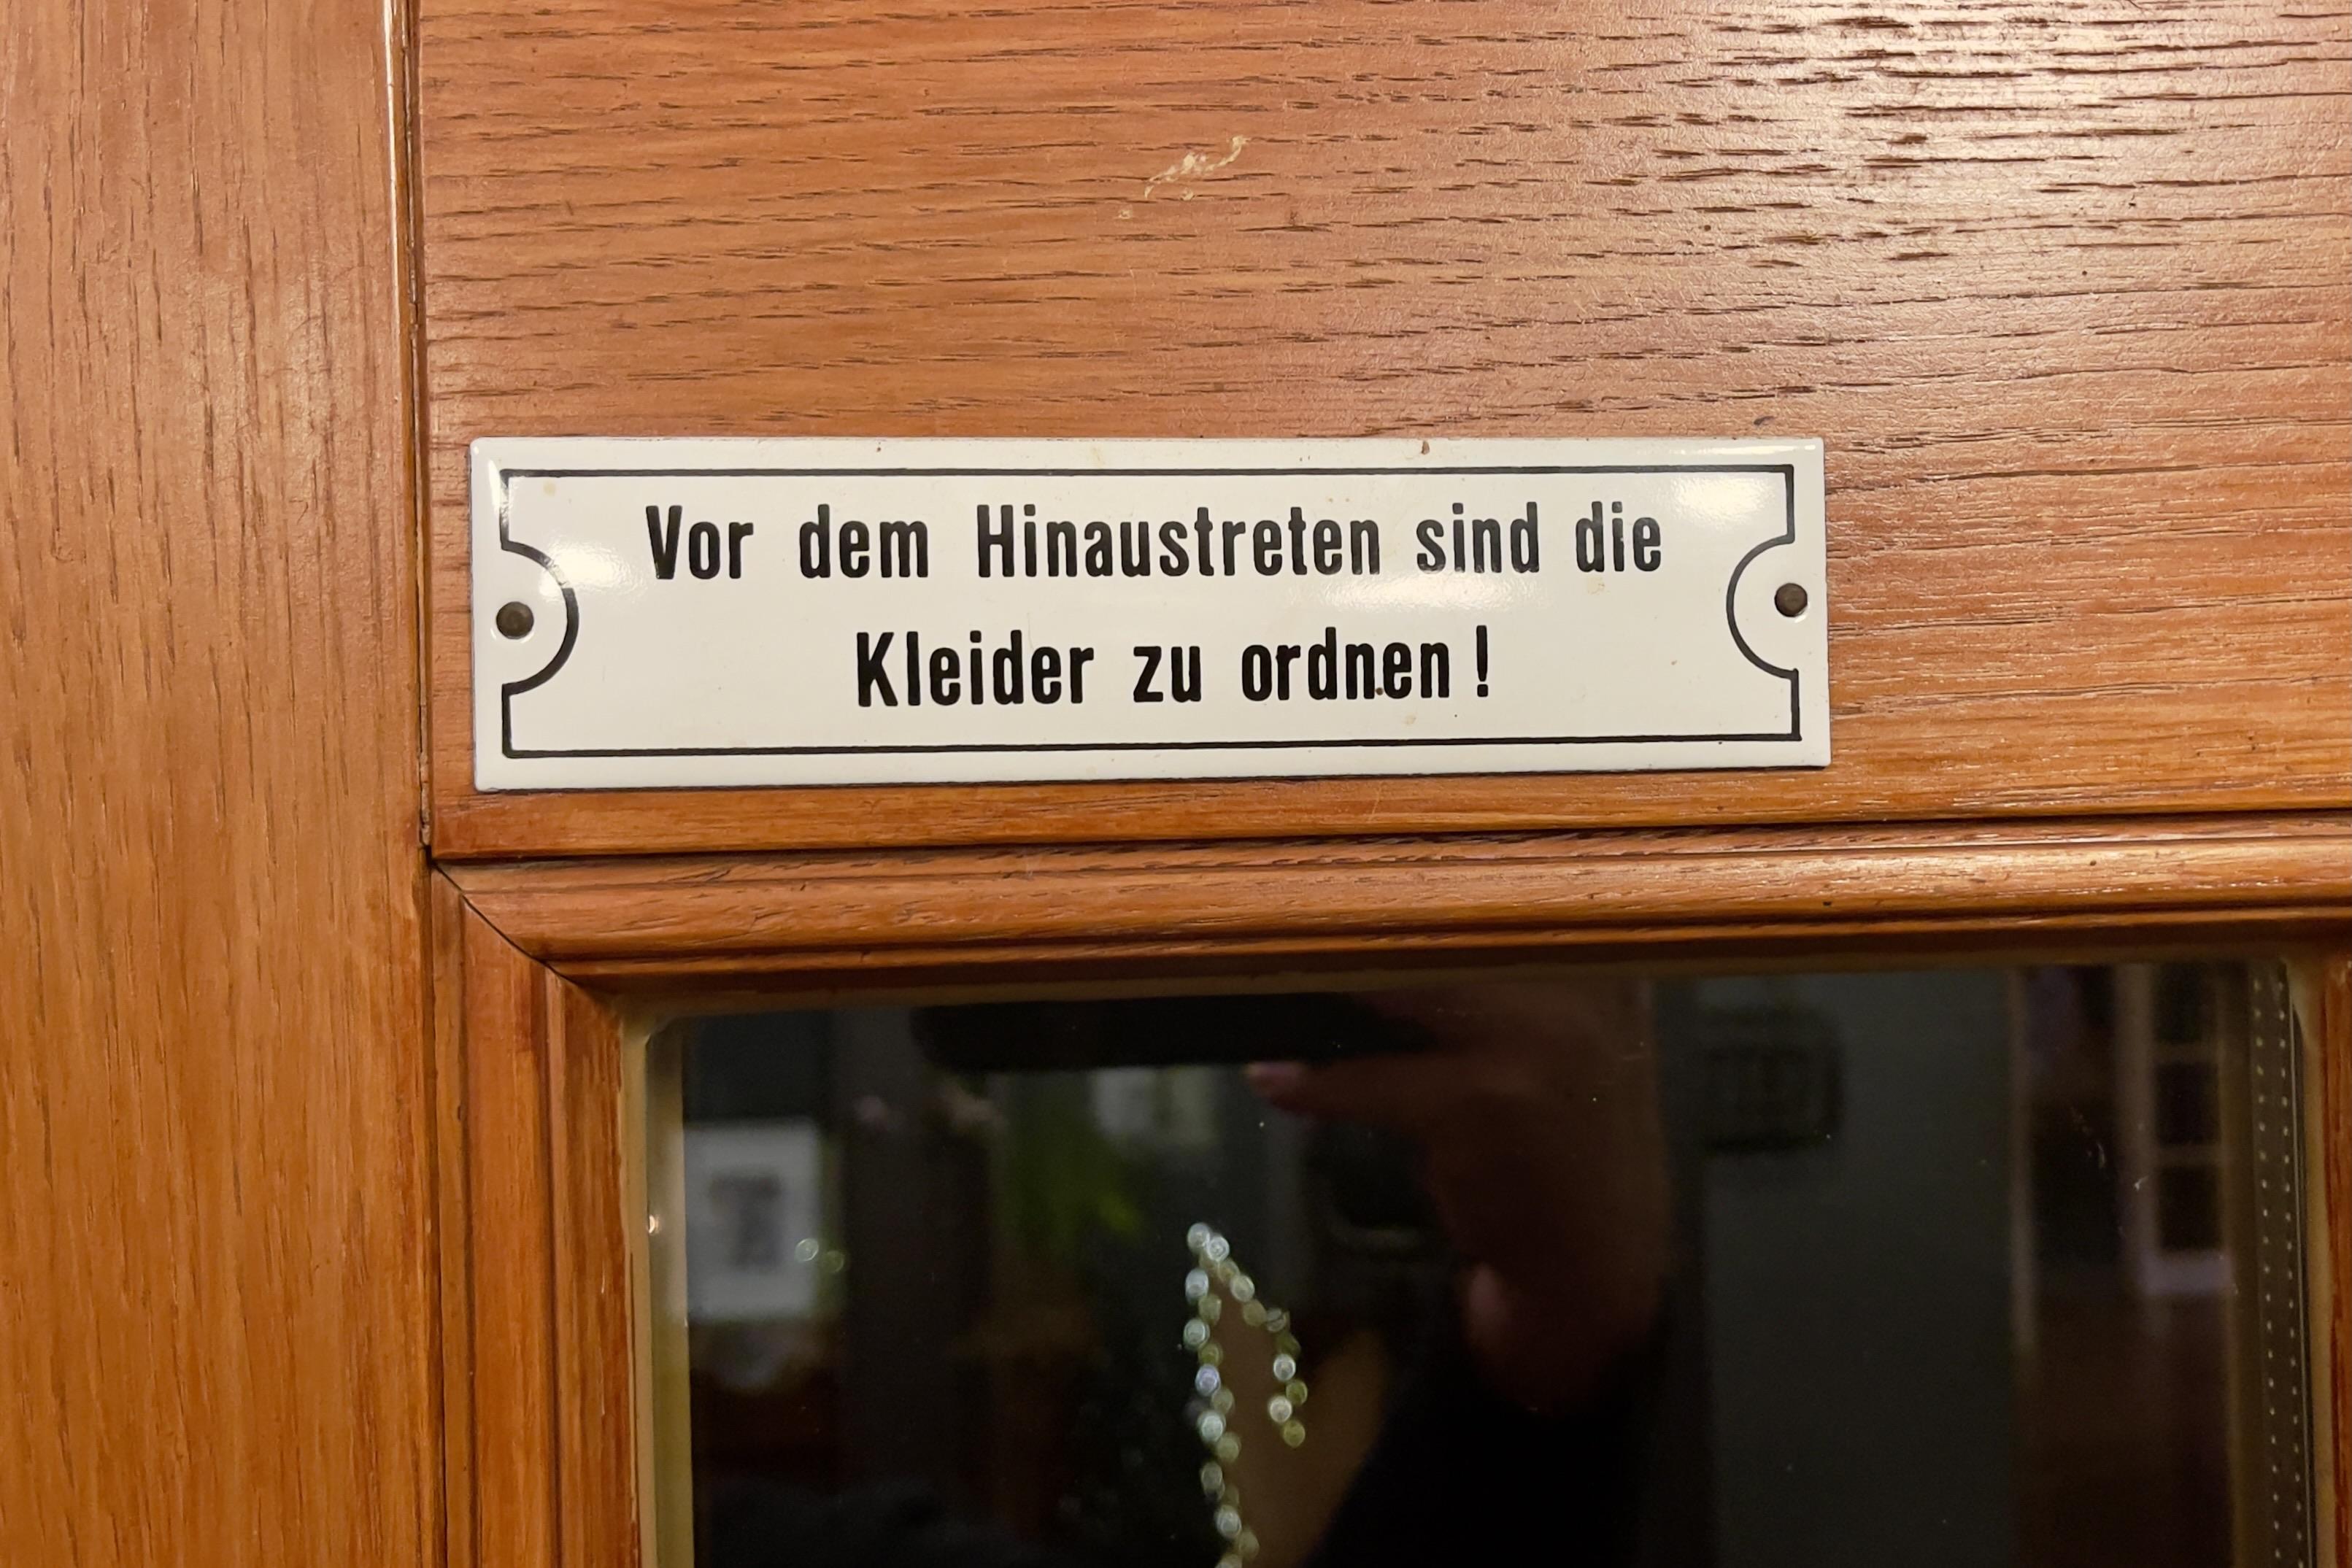 Vor dem Hinaustreten sind die
Kleider zu ordnen!